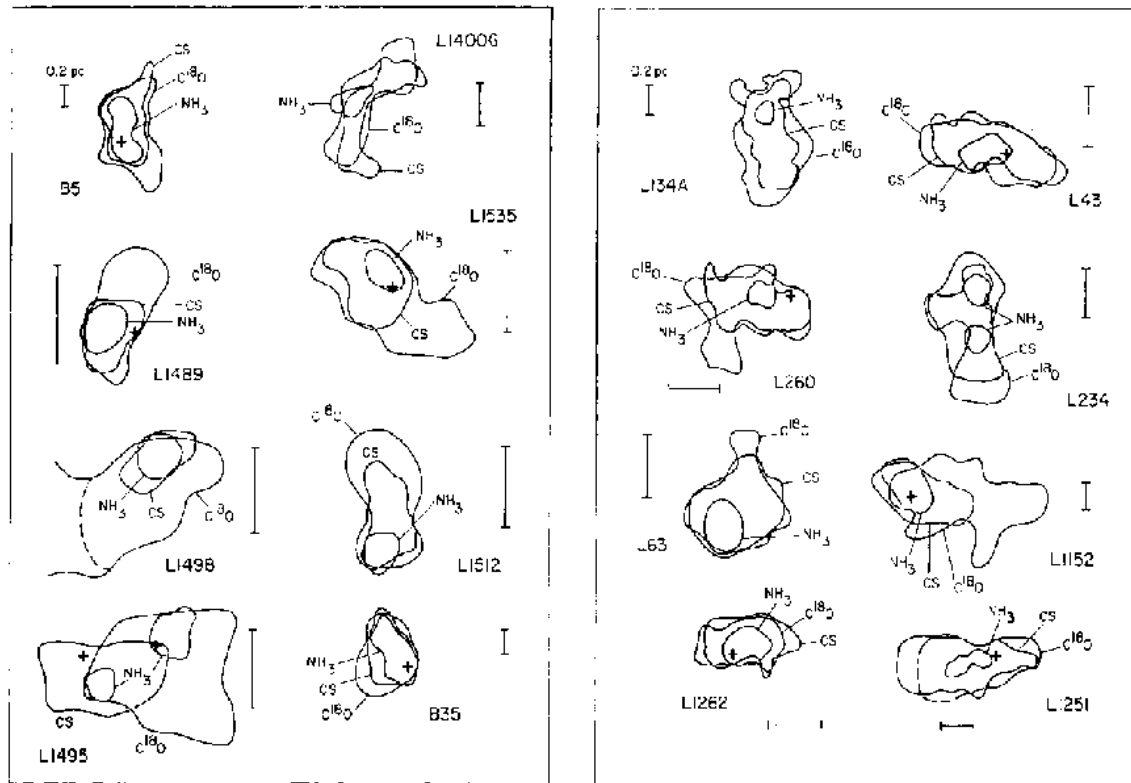 L1400G
CS
0.2 pc
C18O
NH3
NH3
C18O
CS
B5
L1535
NH3
C18O
C18O
CS
NH3
CS
L1489
C18O
CS
NH3
NH3
CS
C18O
L1498
L1512
NH3
NH3
CS
CS
C18O
C18O
L1495
B35
0.2 pc
NH3
C18O
CS
C18O
L134A
CS
NH3
L43
C18O
CS
NH3
NH3
CS
C18O
L260
L234
C18O
CS
L63
NH3
NH3
CS
C18O
L1152
NH3
NH3
C18O
CS
CS
C18O
L1262
L1251